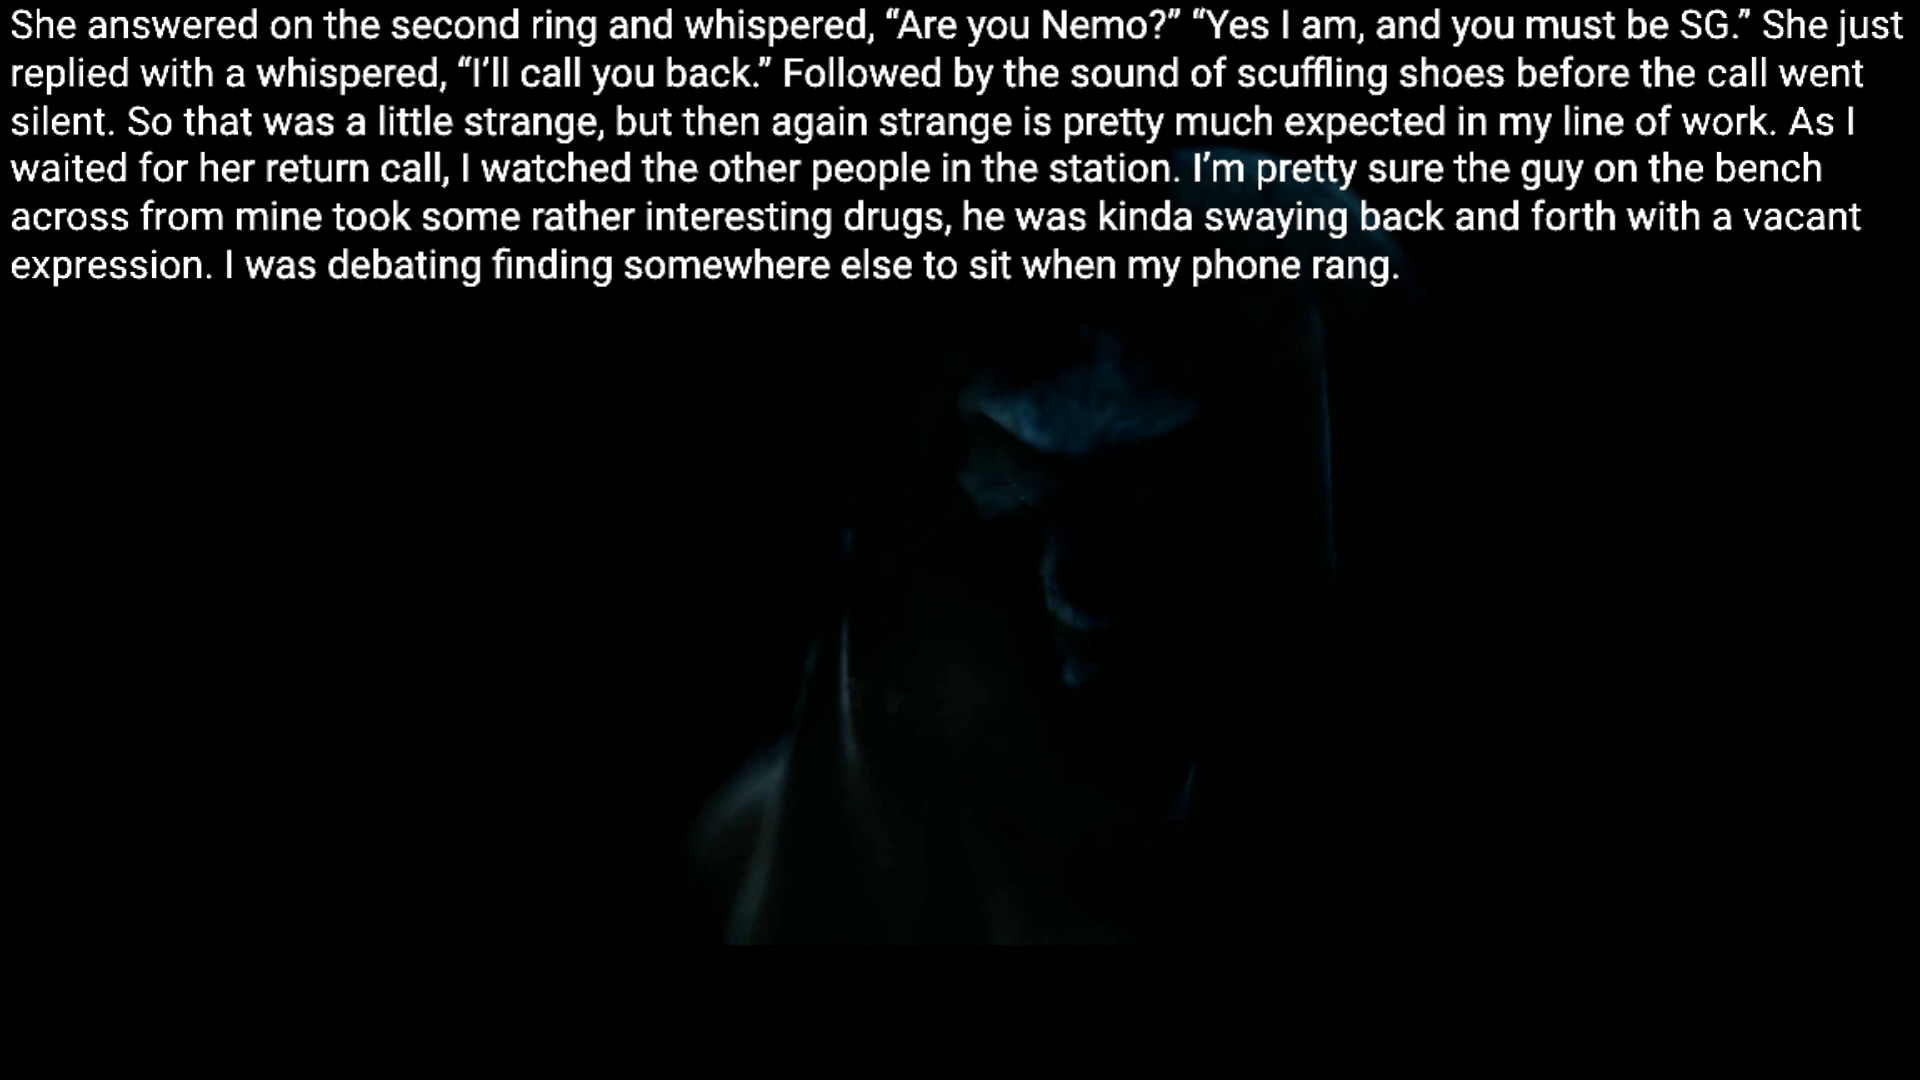 She answered on the second ring and whispered, “Are you Nemo?” “Yes I am, and you must be SG.” She just
replied with a whispered, “I’ll call you back.” Followed by the sound of scuffling shoes before the call went
silent. So that was a little strange, but then again strange is pretty much expected in my line of work. As I
waited for her return call, I watched the other people in the station. I’m pretty sure the guy on the bench
across from mine took some rather interesting drugs, he was kinda swaying back and forth with a vacant
expression. I was debating finding somewhere else to sit when my phone rang.